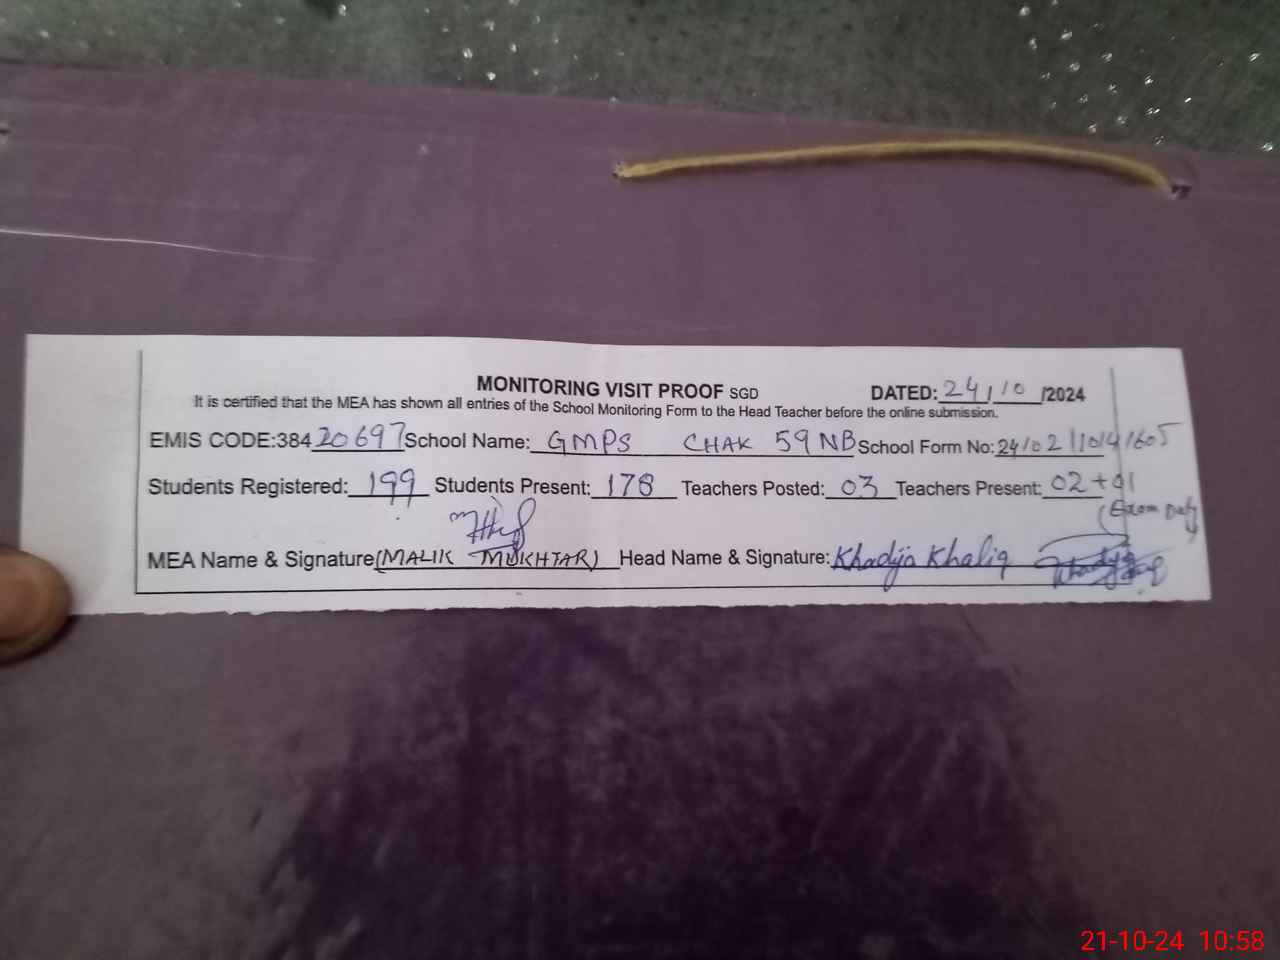 MONITORING VISIT PROOF SGD DATED: 24/10/2024
It is certified that the MEA has shown all entries of the School Monitoring Form to the Head Teacher before the online submission.
EMIS CODE:38420697 School Name: GMPS CHAK 59 NB School Form No:
Students Registered: 199 Students Present: 178 Teachers Posted: 03 Teachers Present: 02+01
(Exam Duty
MEA Name & Signature (MALIK MUKHTAR) Head Name & Signature: Khadija Khaliq
21-10-24 10:58